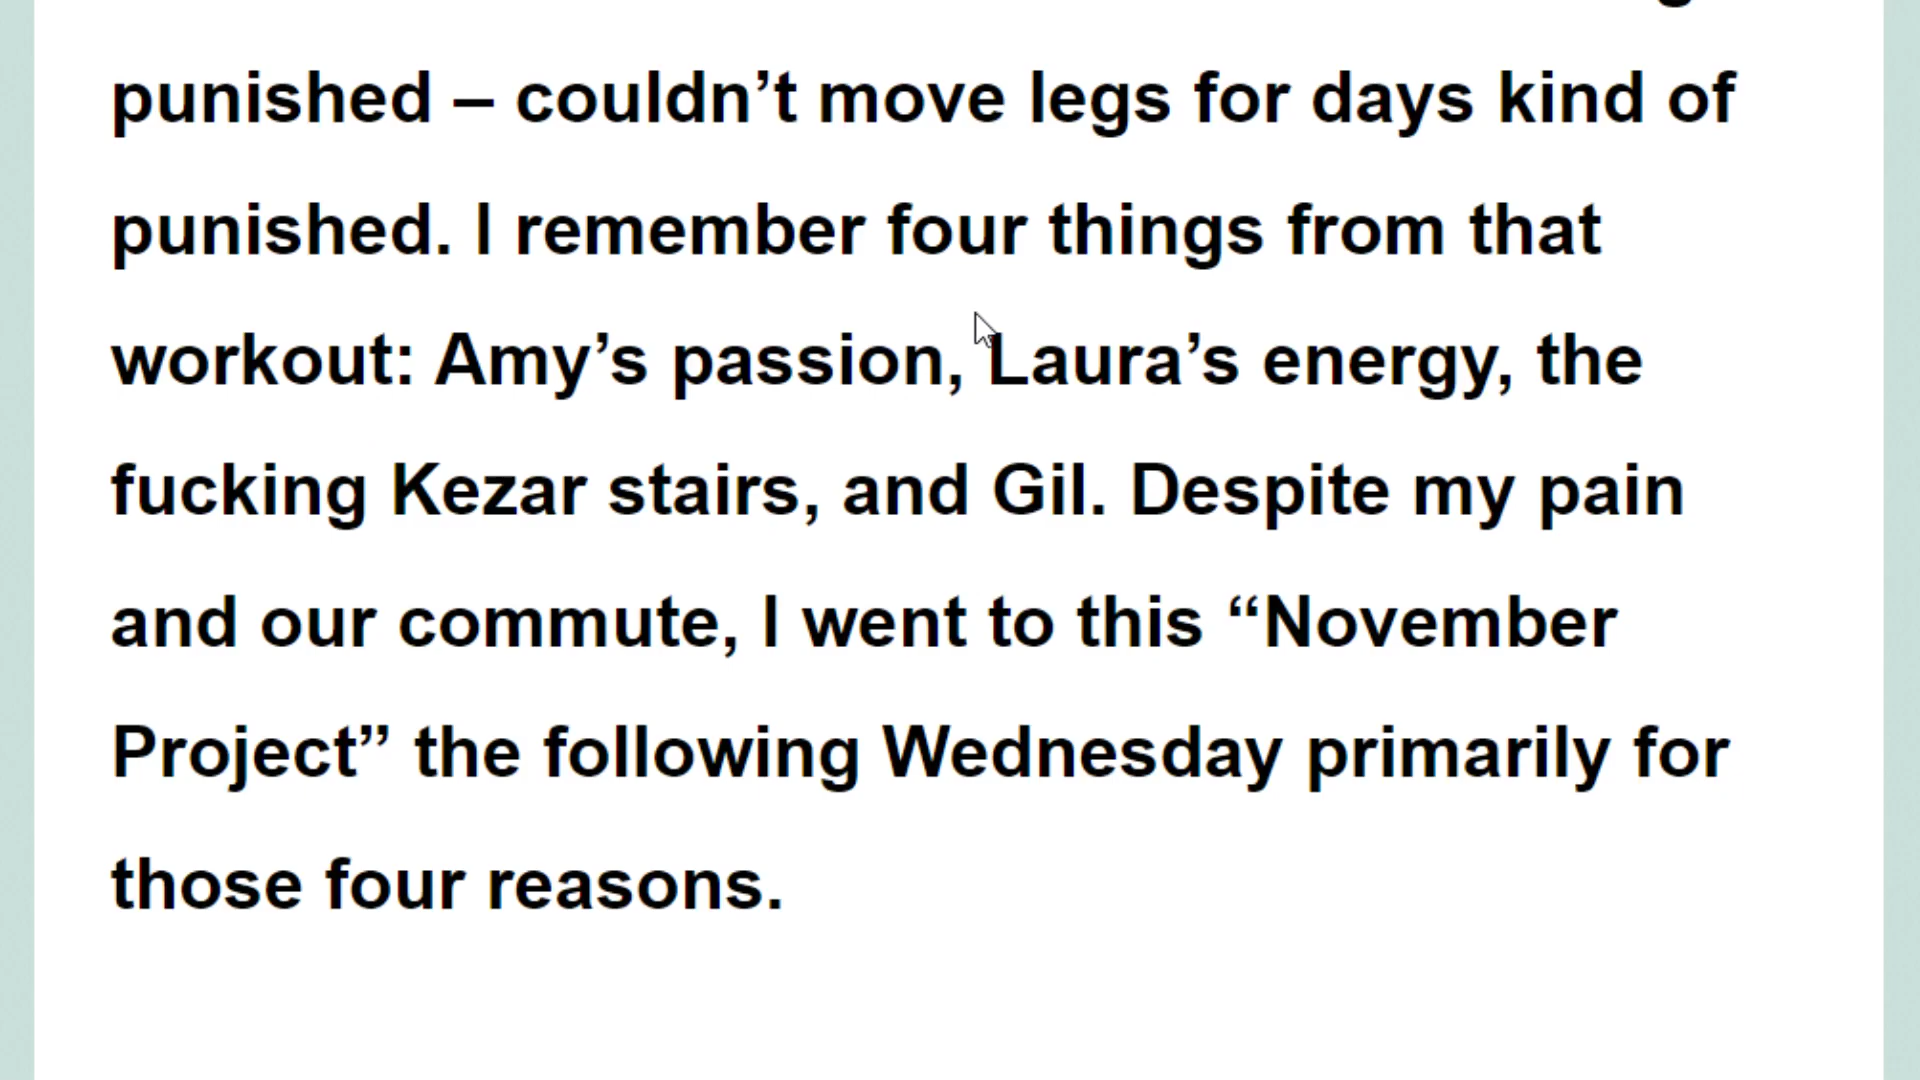 punished – couldn’t move legs for days kind of
punished. I remember four things from that
workout: Amy’s passion, Laura’s energy, the
fucking Kezar stairs, and Gil. Despite my pain
and our commute, I went to this “November
Project” the following Wednesday primarily for
those four reasons.